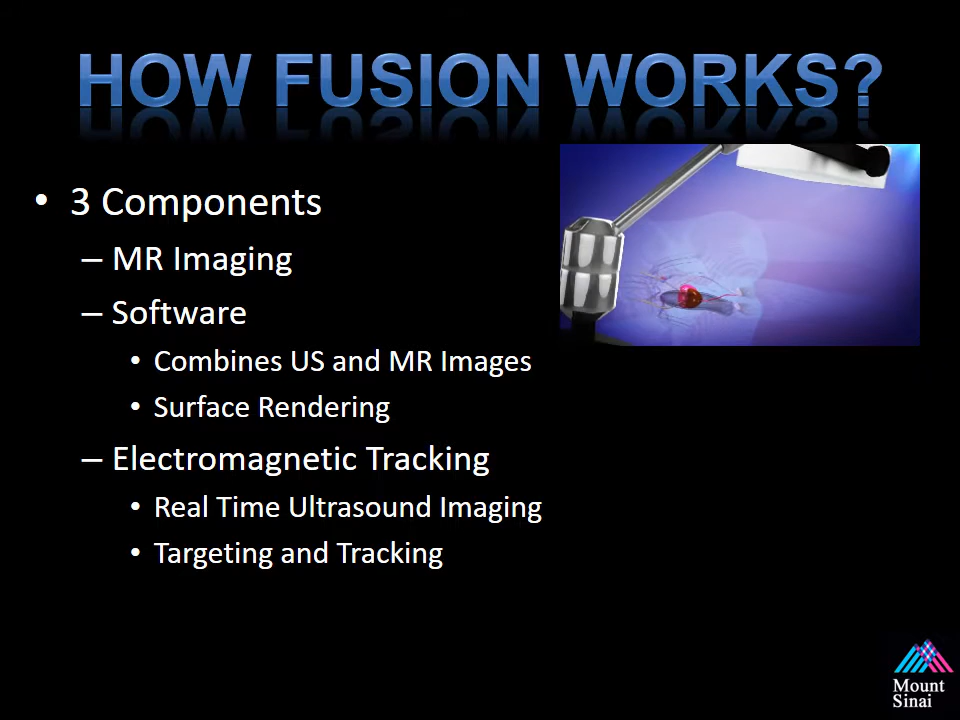 HOW FUSION WORKS?
• 3 Components
– MR Imaging
– Software
• Combines US and MR Images
• Surface Rendering
– Electromagnetic Tracking
• Real Time Ultrasound Imaging
• Targeting and Tracking
Mount
Sinai